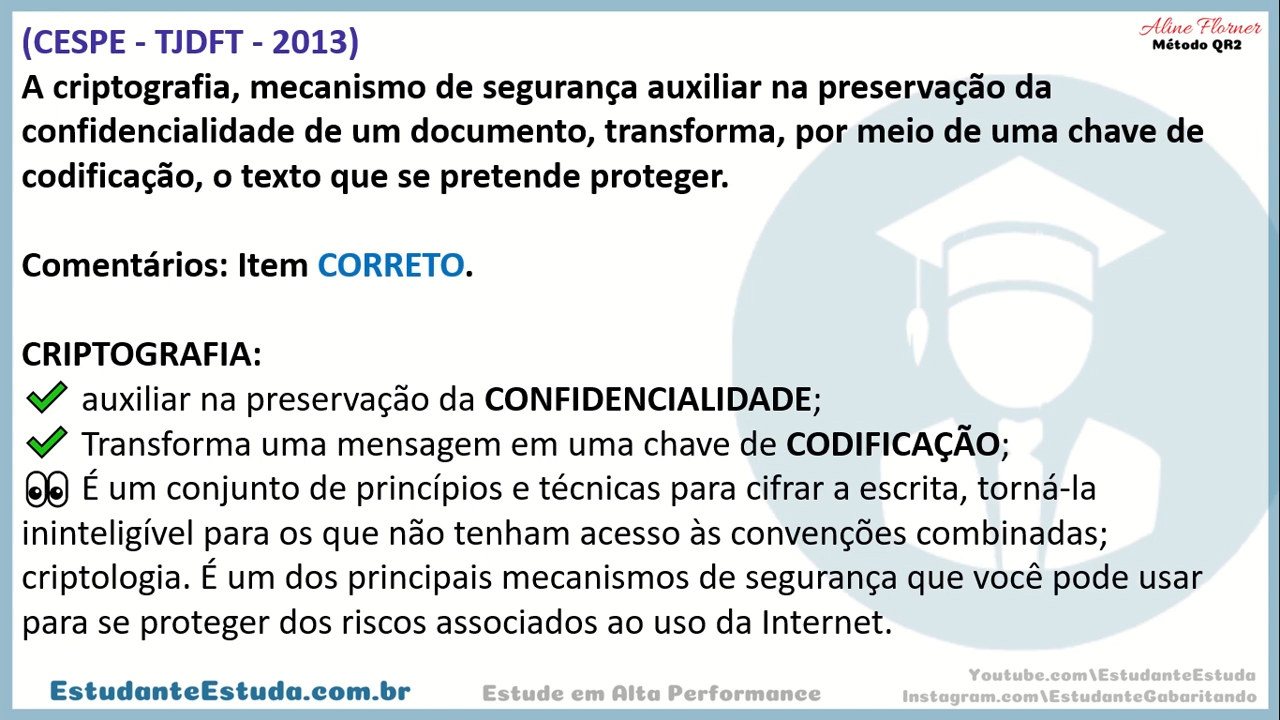 (CESPE - TJDFT - 2013)
Aline Florner
Método QR2
A criptografia, mecanismo de segurança auxiliar na preservação da
confidencialidade de um documento, transforma, por meio de uma chave de
codificação, o texto que se pretende proteger.
Comentários: Item CORRETO.
CRIPTOGRAFIA:
auxiliar na preservação da CONFIDENCIALIDADE;
Transforma uma mensagem em uma chave de CODIFICAÇÃO;
É um conjunto de princípios e técnicas para cifrar a escrita, torná-la
ininteligível para os que não tenham acesso às convenções combinadas;
criptologia. É um dos principais mecanismos de segurança que você pode usar
para se proteger dos riscos associados ao uso da Internet.
EstudanteEstuda.com.br
Estude em Alta Performance
Youtube.com\EstudanteEstuda
Instagram.com\EstudanteGabaritando